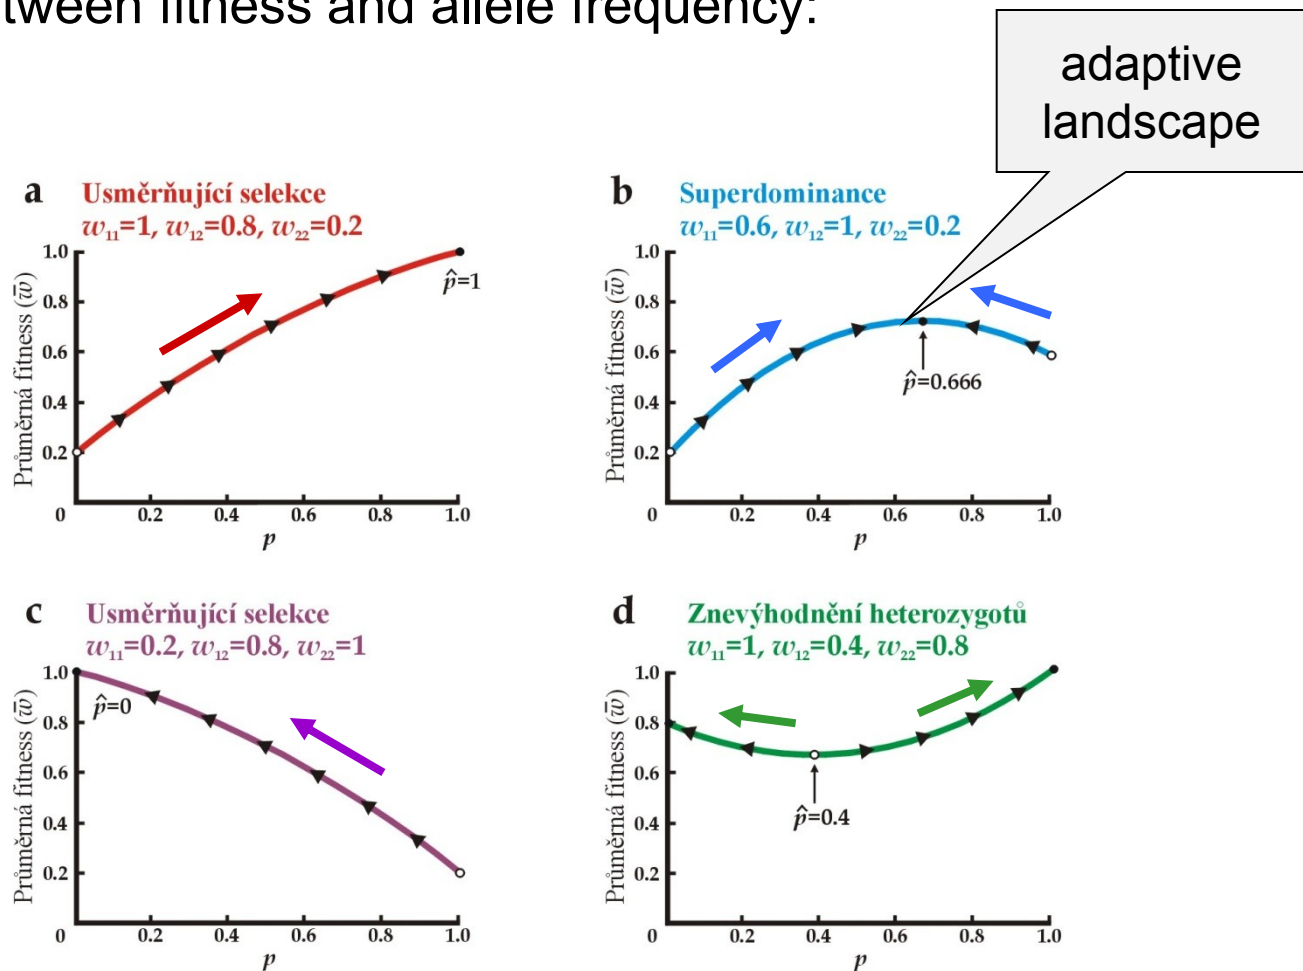 tween fitness and allele frequency:
adaptive
landscape
a Usměrňující selekce
w₁₁=1, w₁₂=0.8, w₂₂=0.2
Průměrná fitness (w̄)
1.0
0.8
0.6
0.4
0.2
0
0.2 0.4 0.6 0.8 1.0
p
p̂=1
b Superdominance
w₁₁=0.6, w₁₂=1, w₂₂=0.2
Průměrná fitness (w̄)
1.0
0.8
0.6
0.4
0.2
0
0.2 0.4 0.6 0.8 1.0
p
p̂=0.666
c Usměrňující selekce
w₁₁=0.2, w₁₂=0.8, w₂₂=1
Průměrná fitness (w̄)
1.0
0.8
0.6
0.4
0.2
0
0.2 0.4 0.6 0.8 1.0
p
p̂=0
d Znevýhodnění heterozygotů
w₁₁=1, w₁₂=0.4, w₂₂=0.8
Průměrná fitness (w̄)
1.0
0.8
0.6
0.4
0.2
0
0.2 0.4 0.6 0.8 1.0
p
p̂=0.4